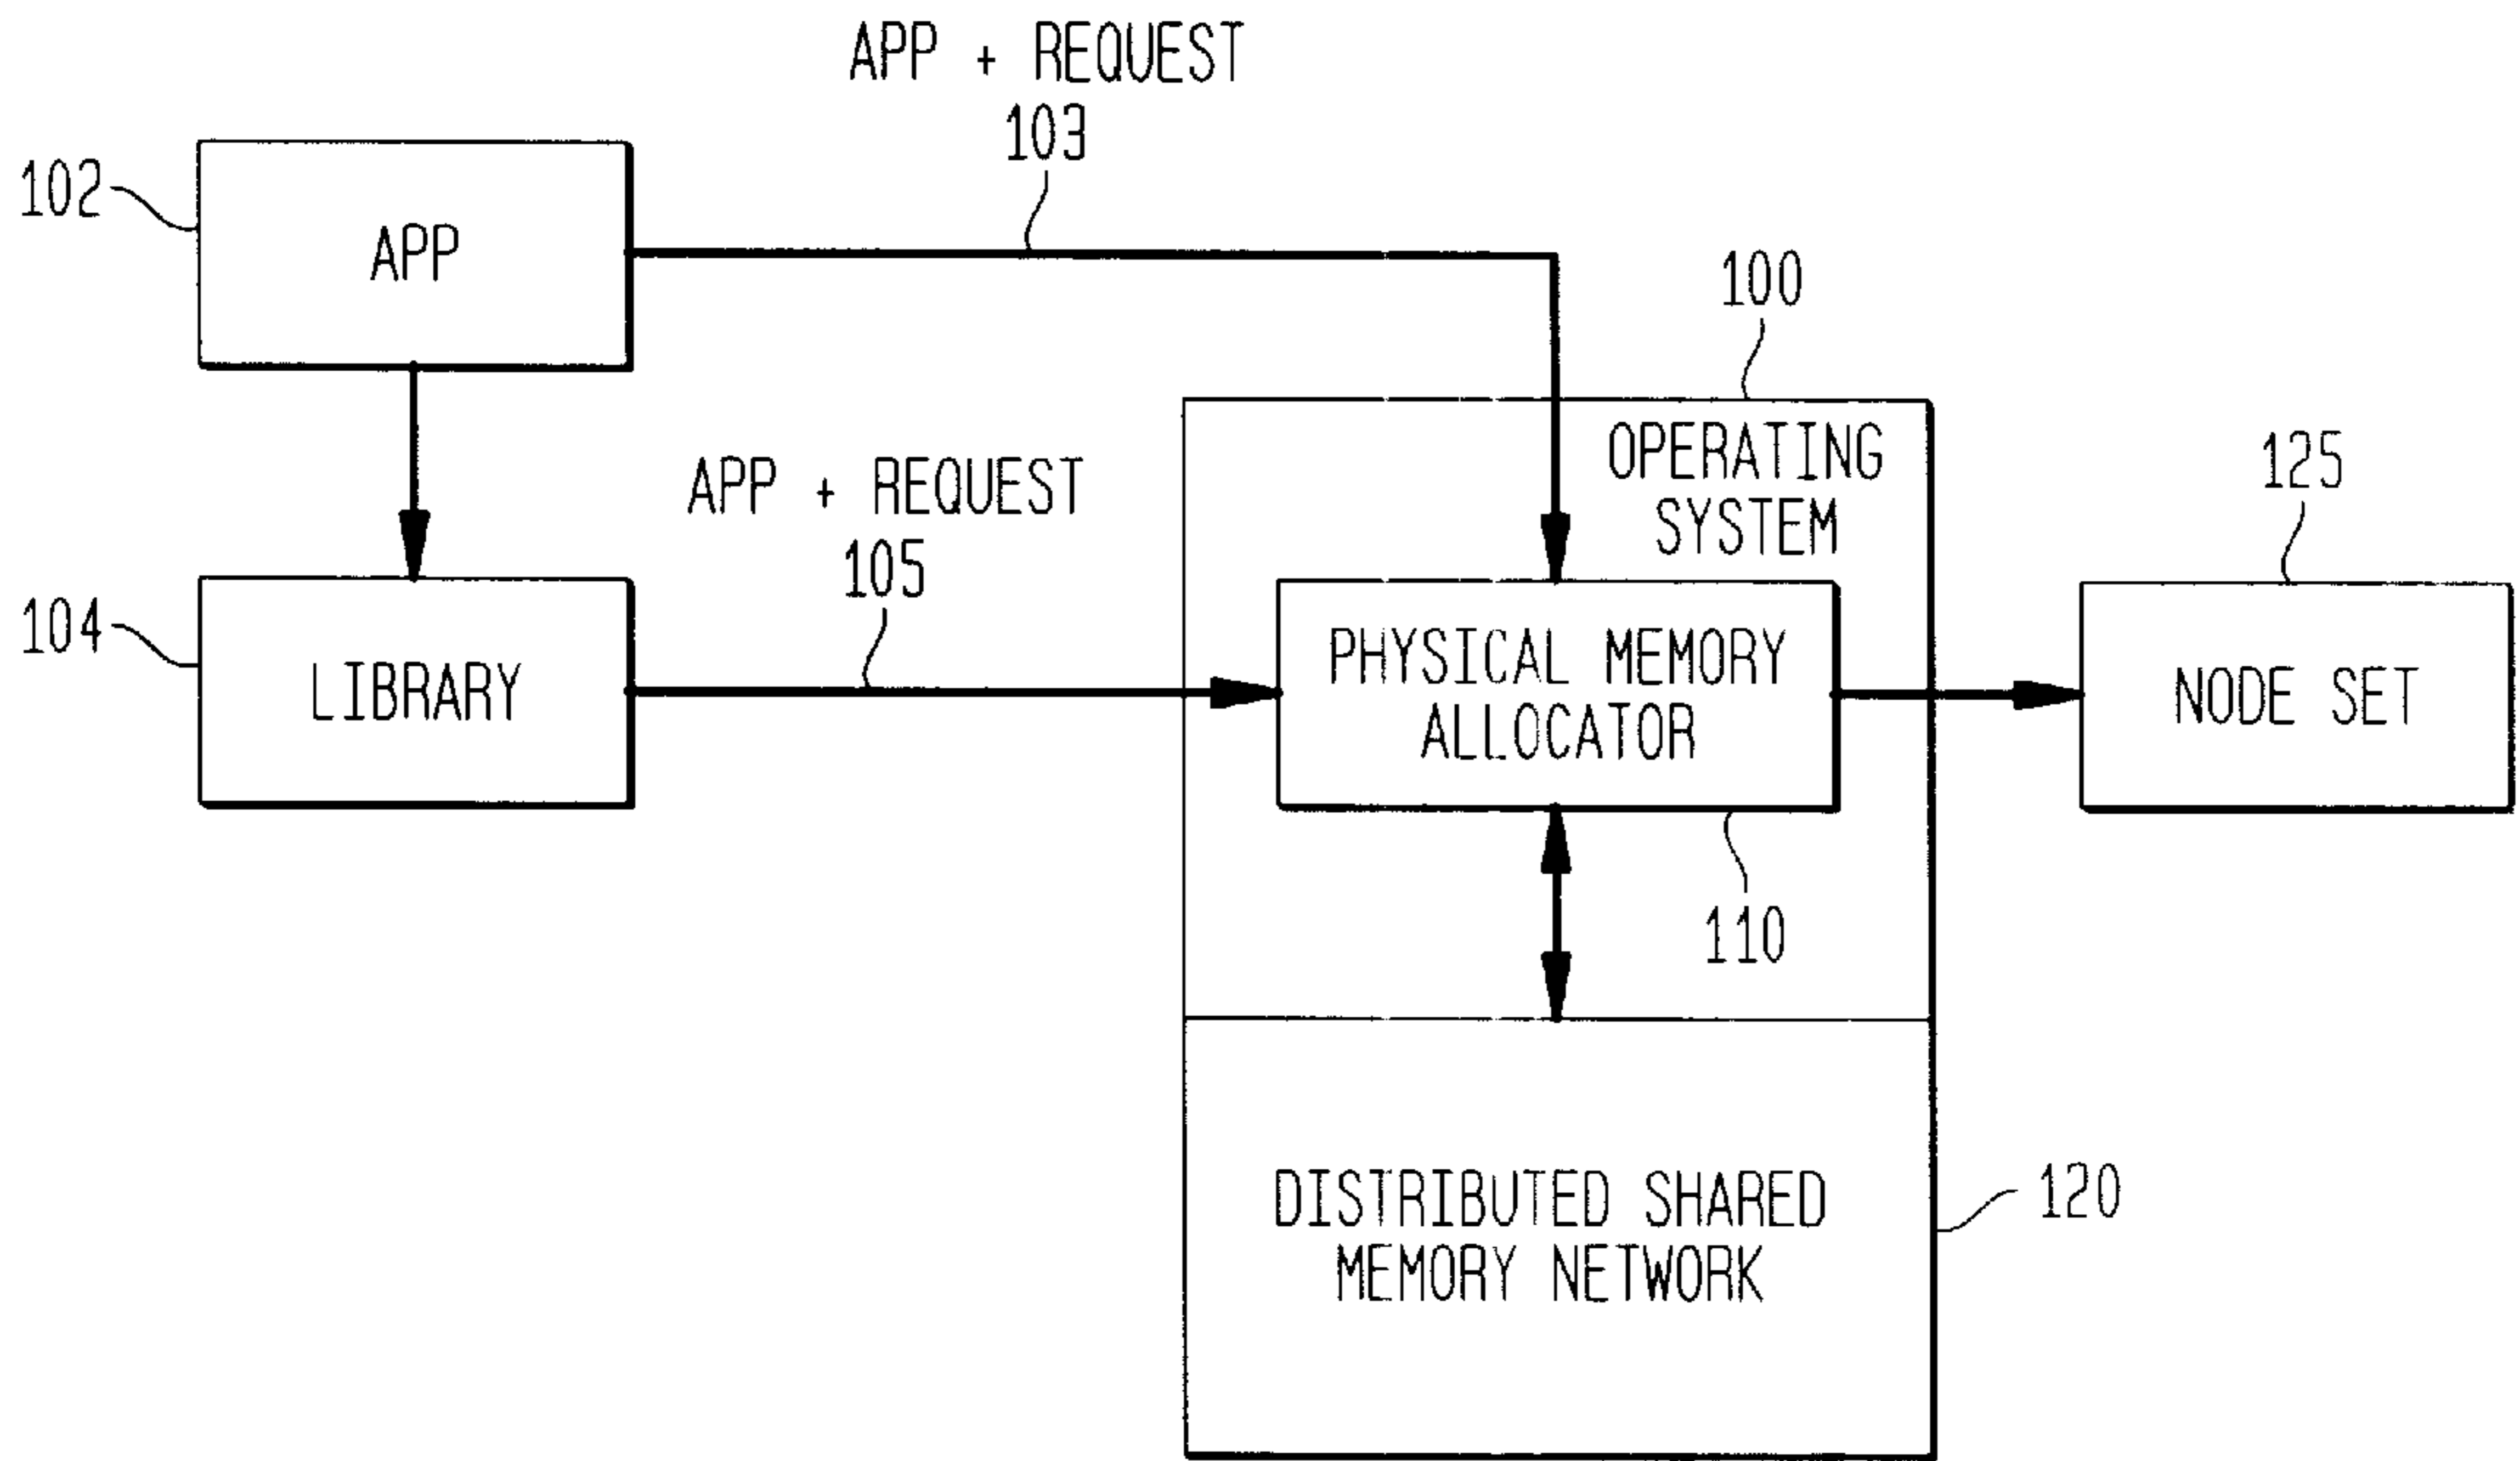 APP + REQUEST
103
102
APP
100
OPERATING
SYSTEM
125
APP + REQUEST
105
104
LIBRARY
PHYSICAL MEMORY
ALLOCATOR
NODE SET
110
DISTRIBUTED SHARED
MEMORY NETWORK
120